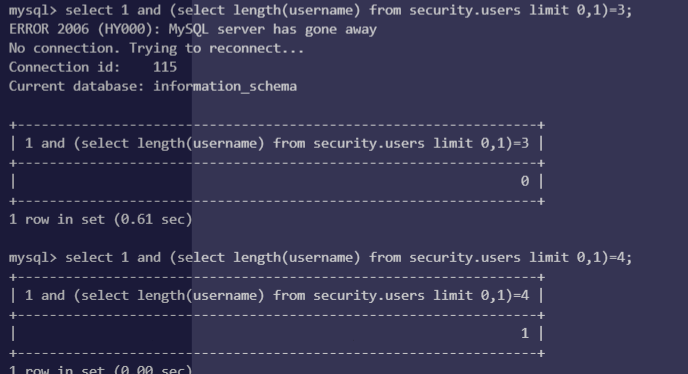 mysql> select 1 and (select length(username) from security.users limit 0,1)=3;
ERROR 2006 (HY000): MySQL server has gone away
No connection. Trying to reconnect...
Connection id:    115
Current database: information_schema
+-------------------------------------------------------------+
| 1 and (select length(username) from security.users limit 0,1)=3 |
+-------------------------------------------------------------+
|                                                               0 |
+-------------------------------------------------------------+
1 row in set (0.61 sec)
mysql> select 1 and (select length(username) from security.users limit 0,1)=4;
+-------------------------------------------------------------+
| 1 and (select length(username) from security.users limit 0,1)=4 |
+-------------------------------------------------------------+
|                                                               1 |
+-------------------------------------------------------------+
1 row in set (0.00 sec)